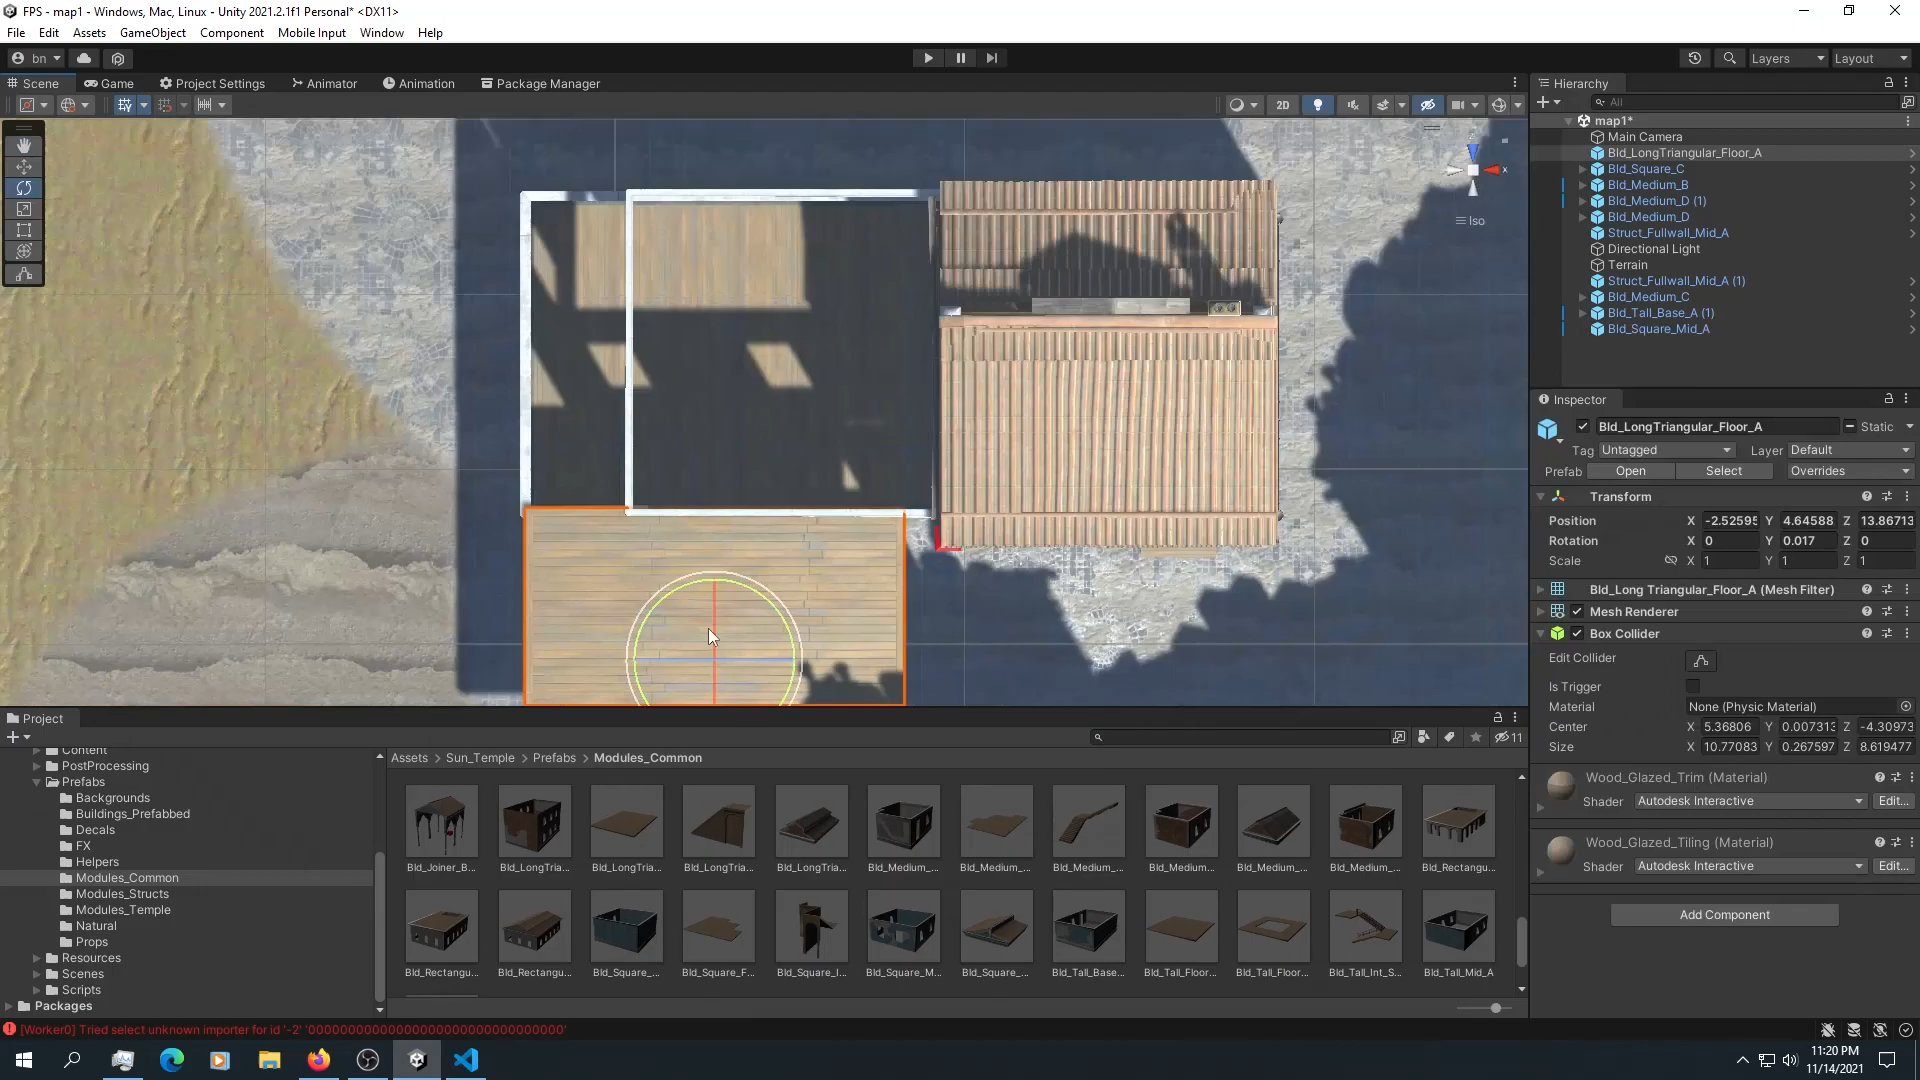 FPS - map1 - Windows, Mac, Linux - Unity 2021.2.1f1 Personal* <DX11>
File Edit Assets GameObject Component Mobile Input Window Help
bn Layers Layout
Scene Game Project Settings Animator Animation Package Manager
2D
Iso
x
Hierarchy
All
map1*
Main Camera
Bld_LongTriangular_Floor_A
Bld_Square_C
Bld_Medium_B
Bld_Medium_D (1)
Bld_Medium_D
Struct_Fullwall_Mid_A
Directional Light
Terrain
Struct_Fullwall_Mid_A (1)
Bld_Medium_C
Bld_Tall_Base_A (1)
Bld_Square_Mid_A
Inspector
Bld_LongTriangular_Floor_A Static
Tag Untagged Layer Default
Prefab Open Select Overrides
Transform
Position X -2.52595 Y 4.64588 Z 13.86713
Rotation X 0 Y 0.017 Z 0
Scale X 1 Y 1 Z 1
Bld_Long Triangular_Floor_A (Mesh Filter)
Mesh Renderer
Box Collider
Edit Collider
Is Trigger
Material None (Physic Material)
Center X 5.36806 Y 0.007313 Z -4.30973
Size X 10.77083 Y 0.267597 Z 8.619477
Wood_Glazed_Trim (Material)
Shader Autodesk Interactive Edit...
Wood_Glazed_Tiling (Material)
Shader Autodesk Interactive Edit...
Add Component
Project
11
Content
PostProcessing
Prefabs
Backgrounds
Buildings_Prefabbed
Decals
FX
Helpers
Modules_Common
Modules_Structs
Modules_Temple
Natural
Props
Resources
Scenes
Scripts
Packages
Assets > Sun_Temple > Prefabs > Modules_Common
Bld_Joiner_B... Bld_LongTria... Bld_LongTria... Bld_LongTria... Bld_LongTria... Bld_Medium_... Bld_Medium_... Bld_Medium_... Bld_Medium... Bld_Medium_... Bld_Medium_... Bld_Rectangu...
Bld_Rectangu... Bld_Rectangu... Bld_Square_... Bld_Square_F... Bld_Square_I... Bld_Square_M... Bld_Square_... Bld_Tall_Base... Bld_Tall_Floor... Bld_Tall_Floor... Bld_Tall_Int_S... Bld_Tall_Mid_A
[Worker0] Tried select unknown importer for id '-2' '00000000000000000000000000000000'
11:20 PM
11/14/2021